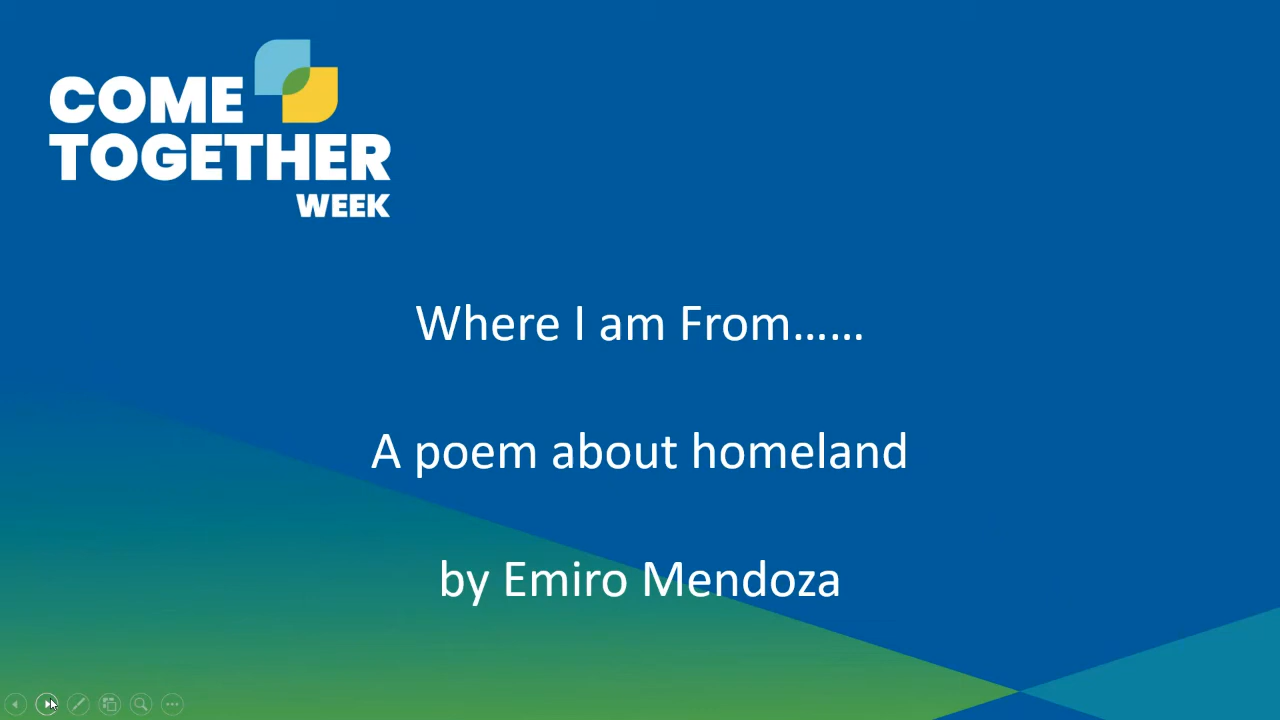 COME
TOGETHER
WEEK
Where I am From......
A poem about homeland
by Emiro Mendoza